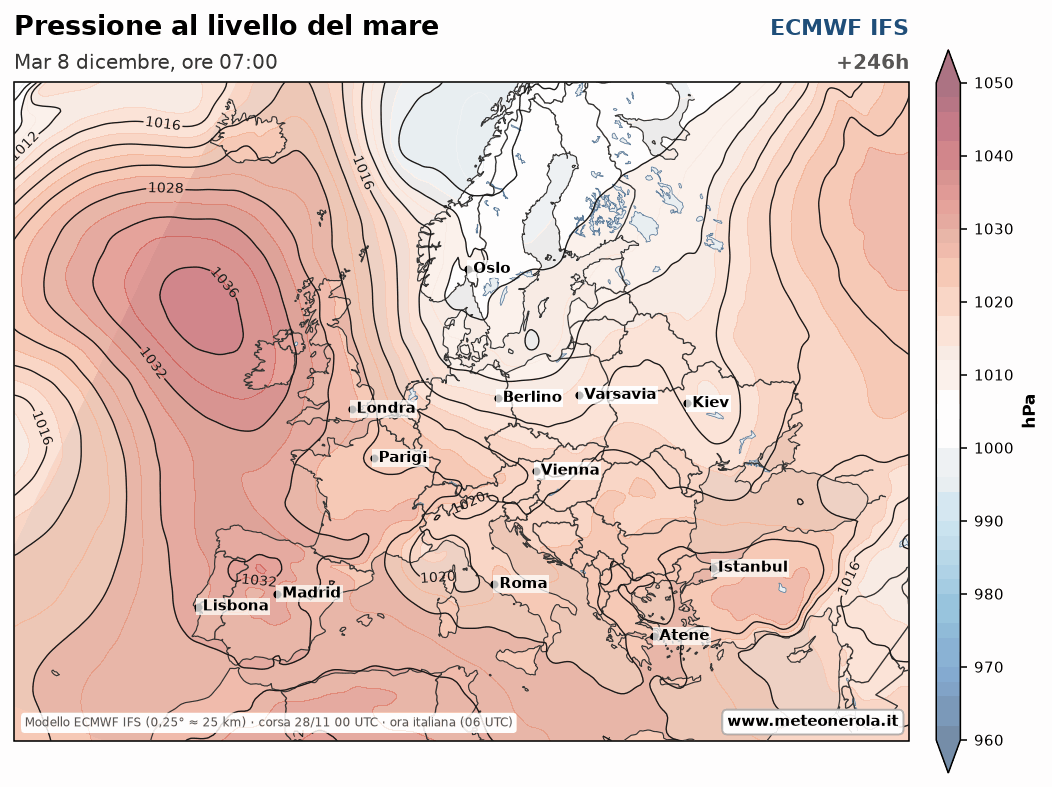 Pressione al livello del mare
ECMWF IFS
Mar 8 dicembre, ore 07:00
+246h
1012
1016
1016
1028
1036
1032
1016
1020
1020
1032
1016
Oslo
Londra
Berlino
Varsavia
Kiev
Parigi
Vienna
Roma
Madrid
Lisbona
Istanbul
Atene
Modello ECMWF IFS (0,25° ≈ 25 km) · corsa 28/11 00 UTC · ora italiana (06 UTC)
www.meteonerola.it
1050
1040
1030
1020
1010
1000
990
980
970
960
hPa